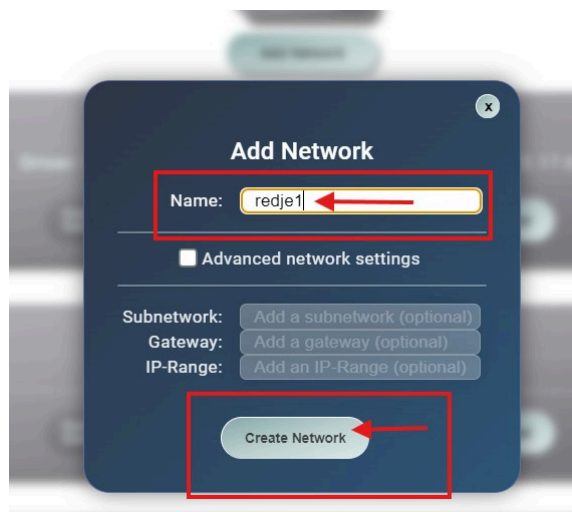 x
Add Network
Name: redje1
Advanced network settings
Subnetwork: Add a subnetwork (optional)
Gateway: Add a gateway (optional)
IP-Range: Add an IP-Range (optional)
Create Network